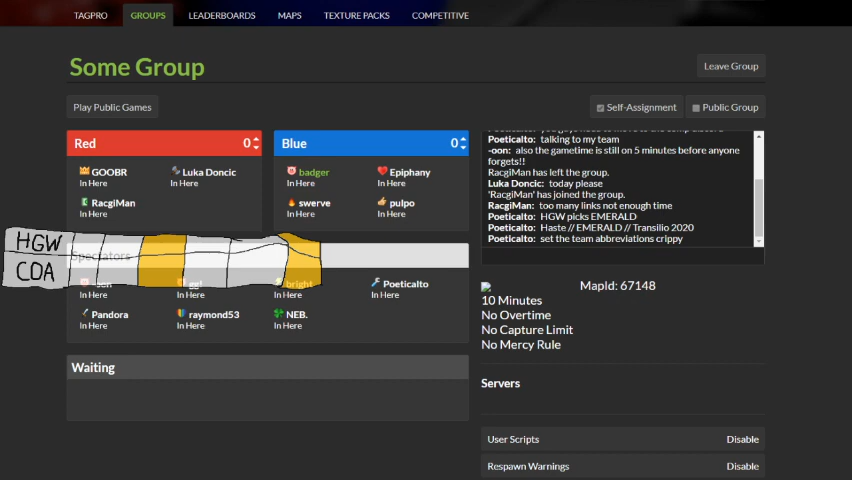 TAGPRO GROUPS LEADERBOARDS MAPS TEXTURE PACKS COMPETITIVE
Some Group
Leave Group
Play Public Games
Self-Assignment Public Group
Red 0
Blue 0
GOOBR
In Here
Luka Doncic
In Here
RacgiMan
In Here
badger
In Here
Epiphany
In Here
swerve
In Here
pulpo
In Here
Poeticalto: talking to my team
-oon: also the gametime is still on 5 minutes before anyone
forgets!!
RacgiMan has left the group.
Luka Doncic: today please
'RacgiMan' has joined the group.
RacgiMan: too many links not enough time
Poeticalto: HGW picks EMERALD
Poeticalto: Haste // EMERALD // Transilio 2020
Poeticalto: set the team abbreviations crippy
HGW
CDA
Spectators
-oon
In Here
gg!
In Here
bright
In Here
Poeticalto
In Here
Pandora
In Here
raymond53
In Here
NEB.
In Here
Waiting
MapId: 67148
10 Minutes
No Overtime
No Capture Limit
No Mercy Rule
Servers
User Scripts Disable
Respawn Warnings Disable